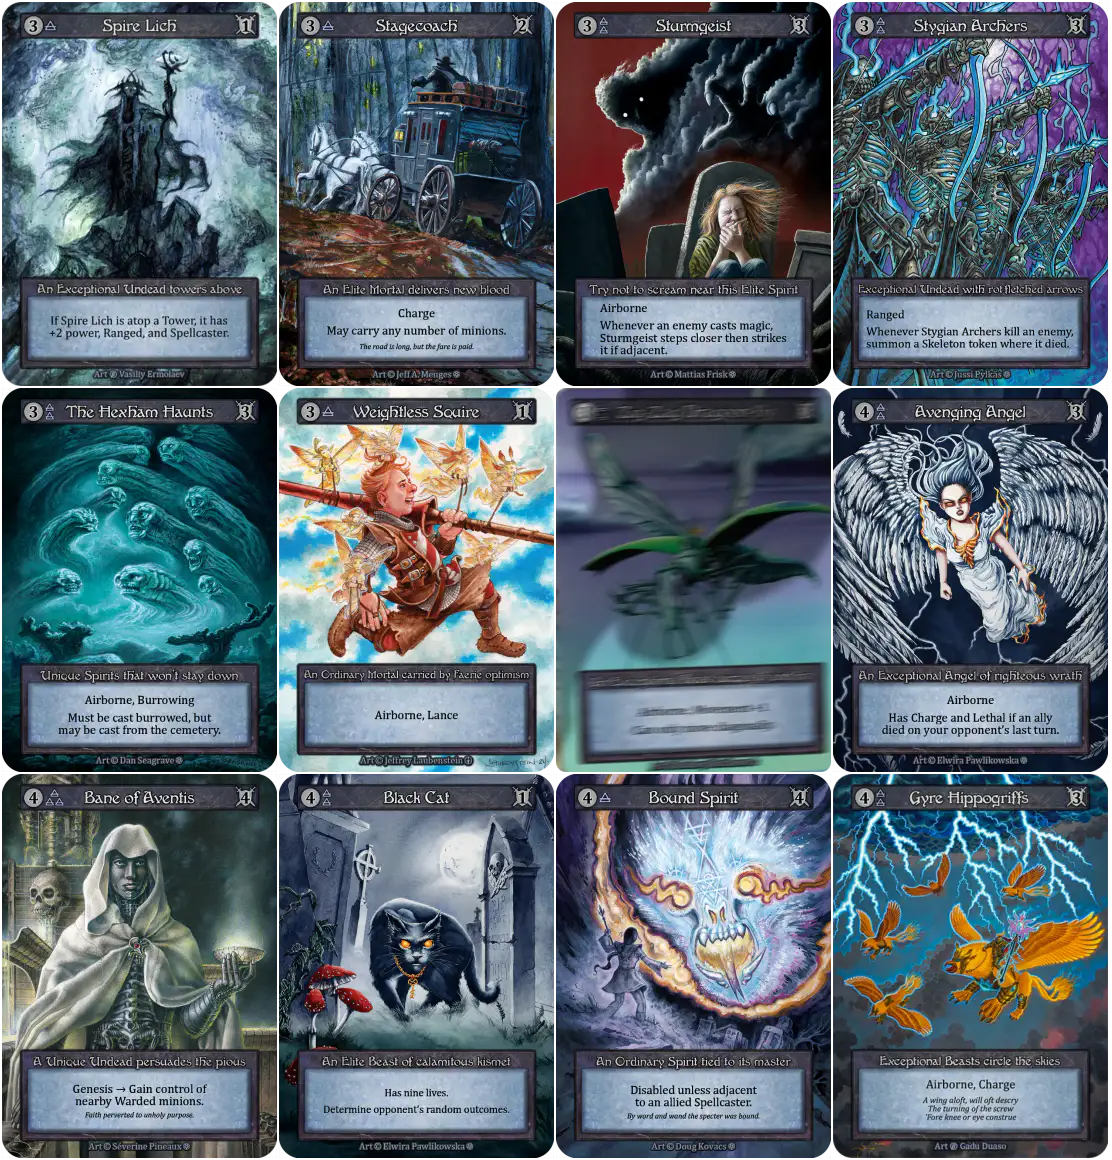 3 Spire Lich 1
An Exceptional Undead towers above
If Spire Lich is atop a Tower, it has
+2 power, Ranged, and Spellcaster.
Art Vasiliy Ermolaev
3 Stagecoach 2
An Elite Mortal delivers new blood
Charge
May carry any number of minions.
The road is long, but the fare is paid.
Art © Jeff A. Menges
3 Sturmgeist 3
Try not to scream near this Elite Spirit
Airborne
Whenever an enemy casts magic,
Sturmgeist steps closer then strikes
it if adjacent.
Art © Mattias Frisk
3 Stygian Archers 3
Exceptional Undead with rot fletched arrows
Ranged
Whenever Stygian Archers kill an enemy,
summon a Skeleton token where it died.
Art © Jussi Pylkäs
3 The Hexham Haunts 3
Unique Spirits that won't stay down
Airborne, Burrowing
Must be cast burrowed, but
may be cast from the cemetery.
Art © Dan Seagrave
3 Weightless Squire 1
An Ordinary Mortal carried by faerie optimism
Airborne, Lance
Art © Jeffrey Laubenstein
4 Avenging Angel 3
An Exceptional Angel of righteous wrath
Airborne
Has Charge and Lethal if an ally
died on your opponent's last turn.
Art © Elwira Pawlikowska
4 Bane of Aventis 4
A Unique Undead persuades the pious
Genesis → Gain control of
nearby Warded minions.
Faith perverted to unholy purpose.
Art © Séverine Pineaux
4 Black Cat 1
An Elite Beast of calamitous kismet
Has nine lives.
Determine opponent's random outcomes.
Art © Elwira Pawlikowska
4 Bound Spirit 4
An Ordinary Spirit tied to its master
Disabled unless adjacent
to an allied Spellcaster.
By word and wand the specter was bound.
Art © Doug Kovacs
4 Gyre Hippogriffs 3
Exceptional Beasts circle the skies
Airborne, Charge
A wing aloft, will oft descry
The turning of the screw
'Fore knee or eye construe
Art Gadu Duaso